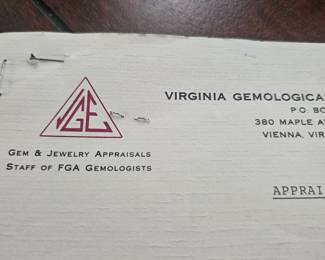 VGE
VIRGINIA GEMOLOGICA
P.O. BO
380 MAPLE A
VIENNA, VIR
GEM & JEWELRY APPRAISALS
STAFF OF FGA GEMOLOGISTS
APPRAI